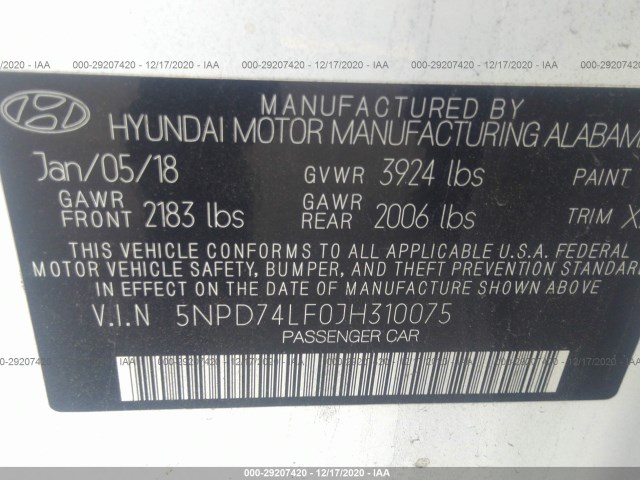 000-29207420 - 12/17/2020 - IAA
MANUFACTURED BY
HYUNDAI MOTOR MANUFACTURING ALABAM
Jan/05/18 GVWR 3924 lbs PAINT
GAWR FRONT 2183 lbs GAWR REAR 2006 lbs TRIM X
THIS VEHICLE CONFORMS TO ALL APPLICABLE U.S.A. FEDERAL
MOTOR VEHICLE SAFETY, BUMPER, AND THEFT PREVENTION STANDAR
IN EFFECT ON THE DATE OF MANUFACTURE SHOWN ABOVE.
V.I.N 5NPD74LF0JH310075
PASSENGER CAR
000-29207420 - 12/17/2020 - IAA